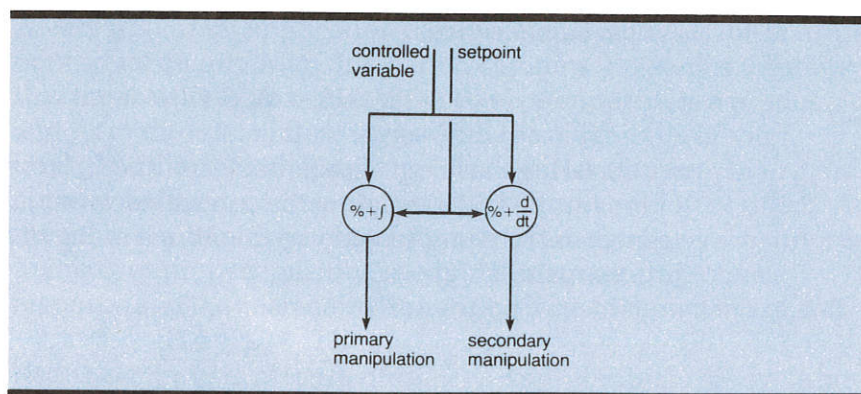 controlled setpoint
variable
% + ∫
% + d/dt
primary manipulation
secondary manipulation